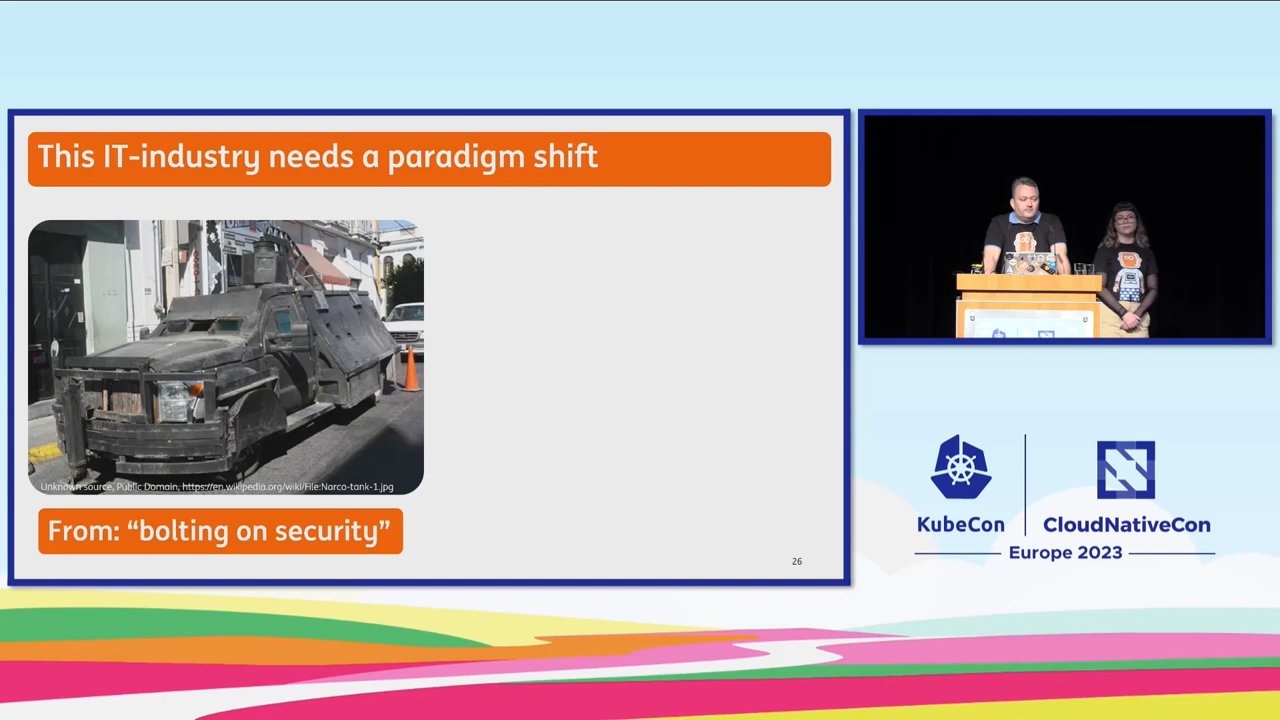 This IT-industry needs a paradigm shift
Unknown source, Public Domain, https://en.wikipedia.org/wiki/File:Narco-tank-1.jpg
From: “bolting on security”
26
KubeCon
CloudNativeCon
Europe 2023